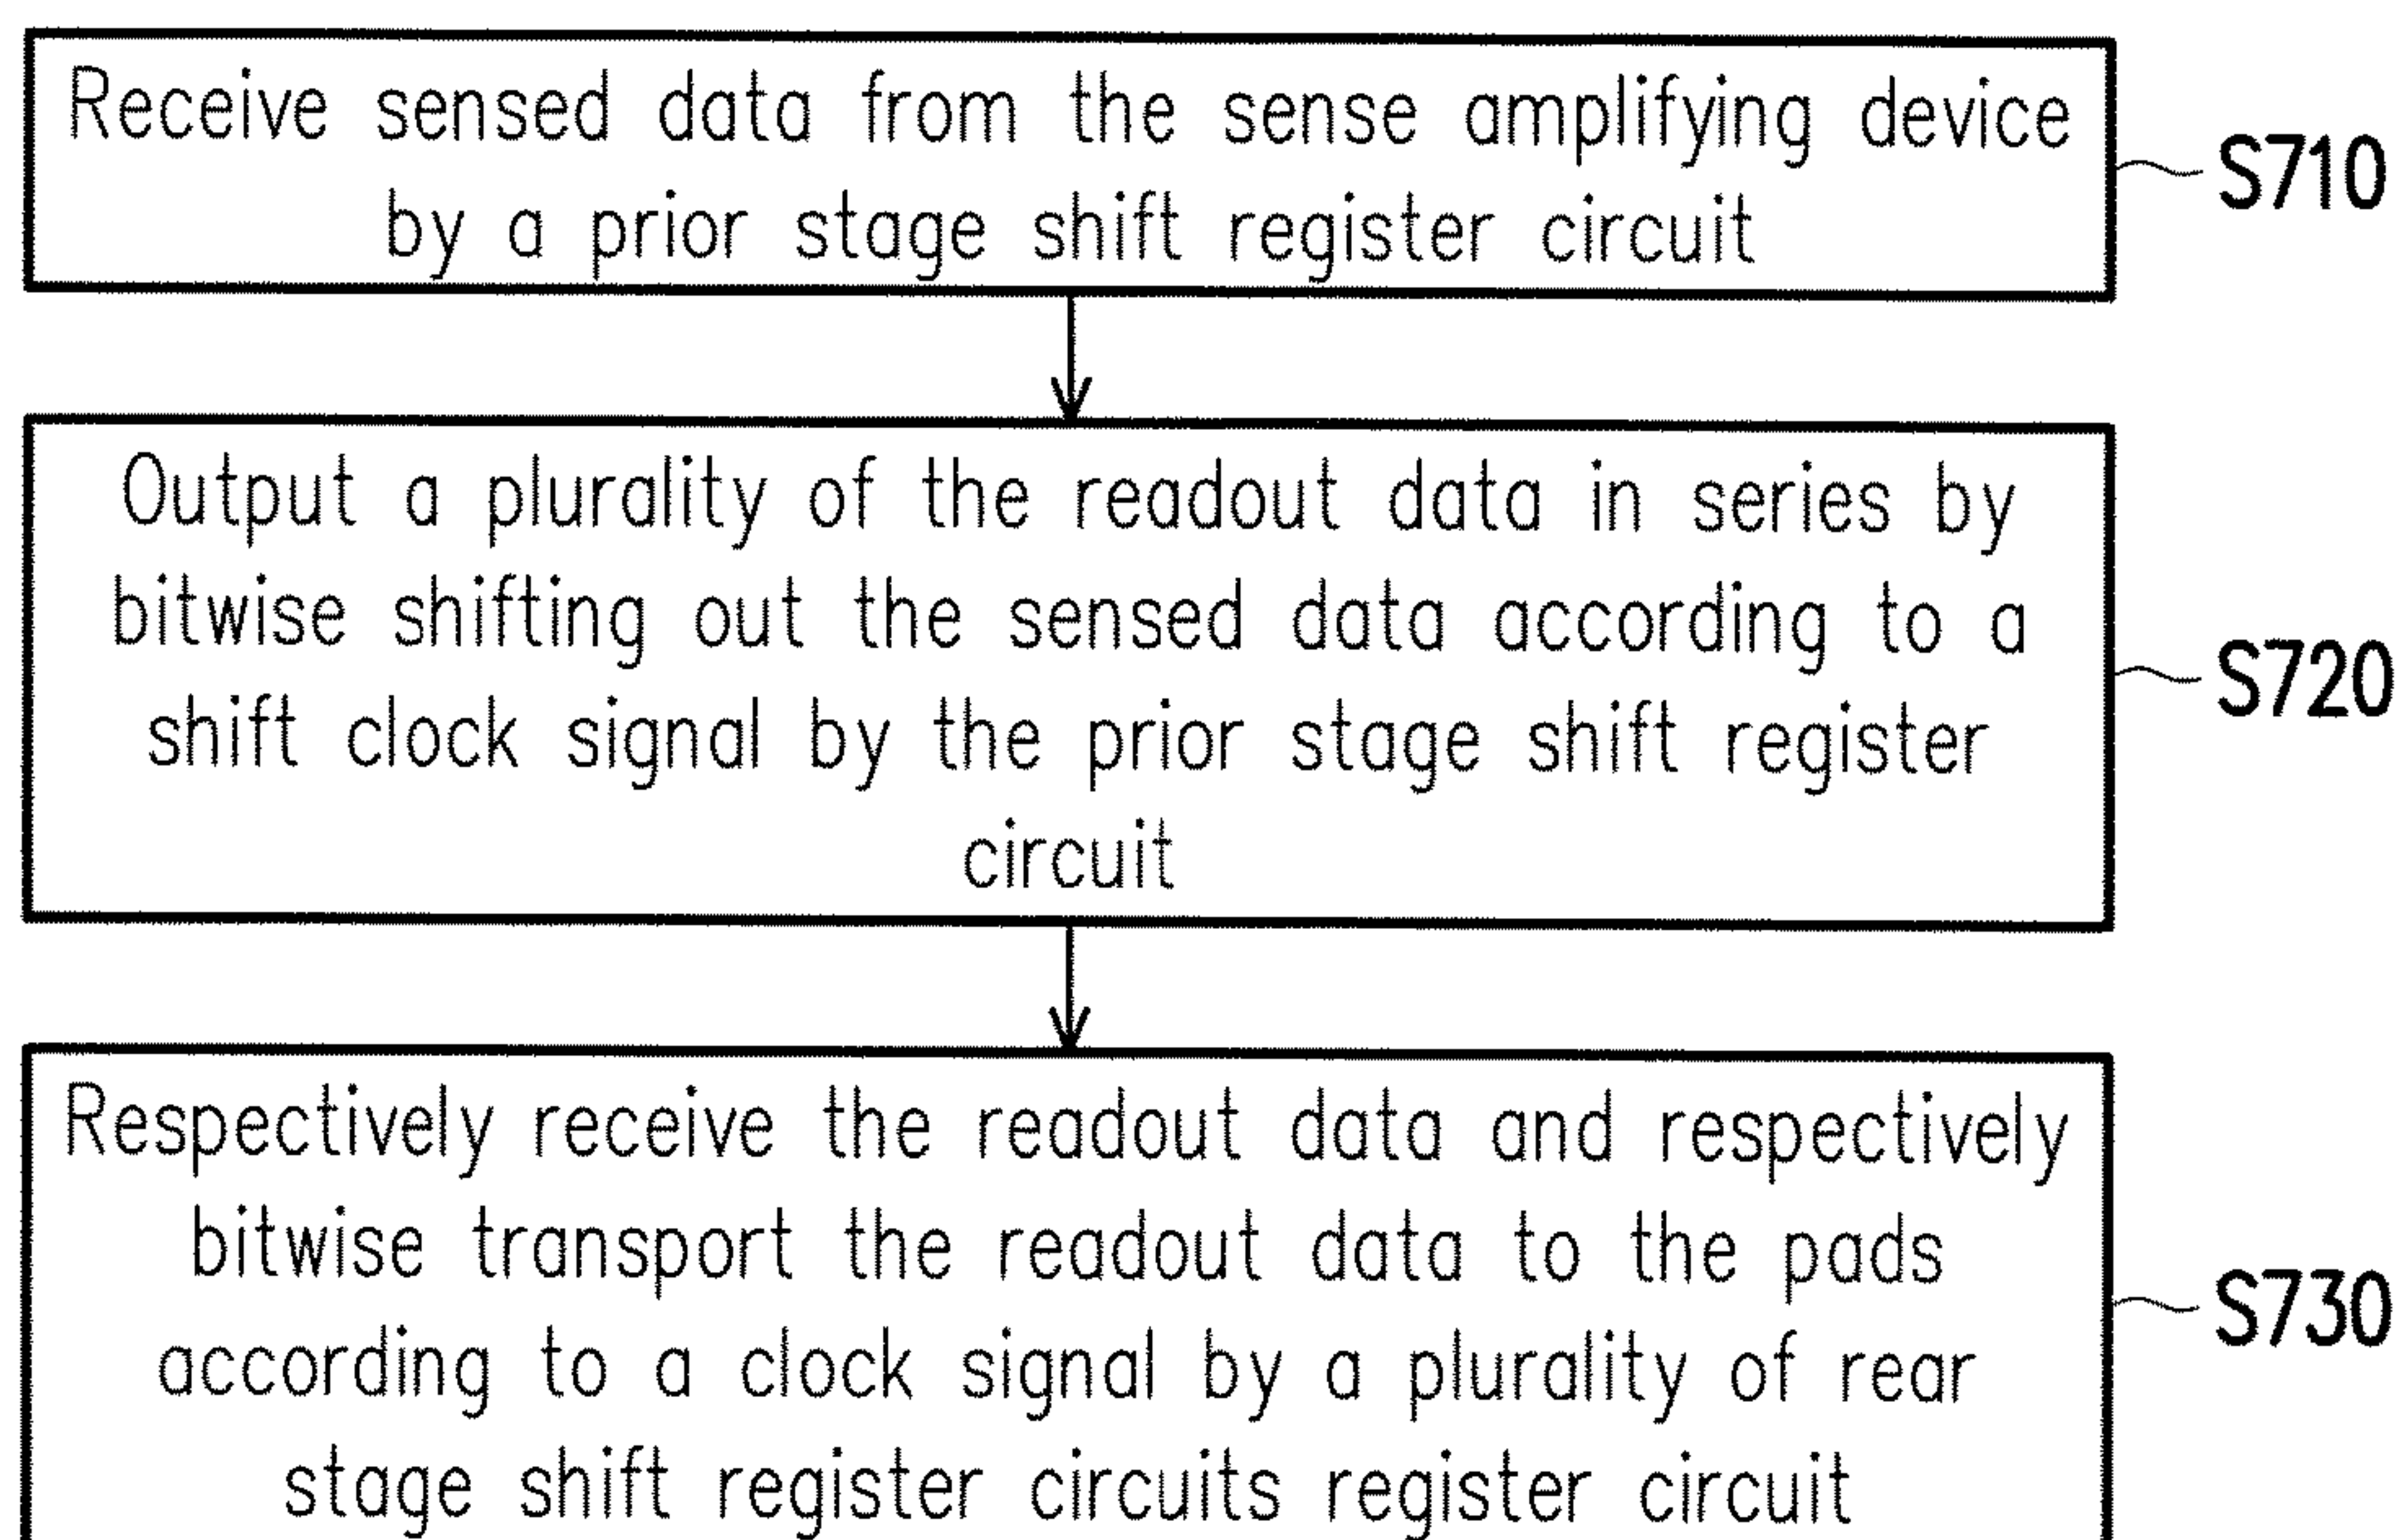 Receive sensed data from the sense amplifying device
by a prior stage shift register circuit
S710
Output a plurality of the readout data in series by
bitwise shifting out the sensed data according to a
shift clock signal by the prior stage shift register
circuit
S720
Respectively receive the readout data and respectively
bitwise transport the readout data to the pads
according to a clock signal by a plurality of rear
stage shift register circuits register circuit
S730